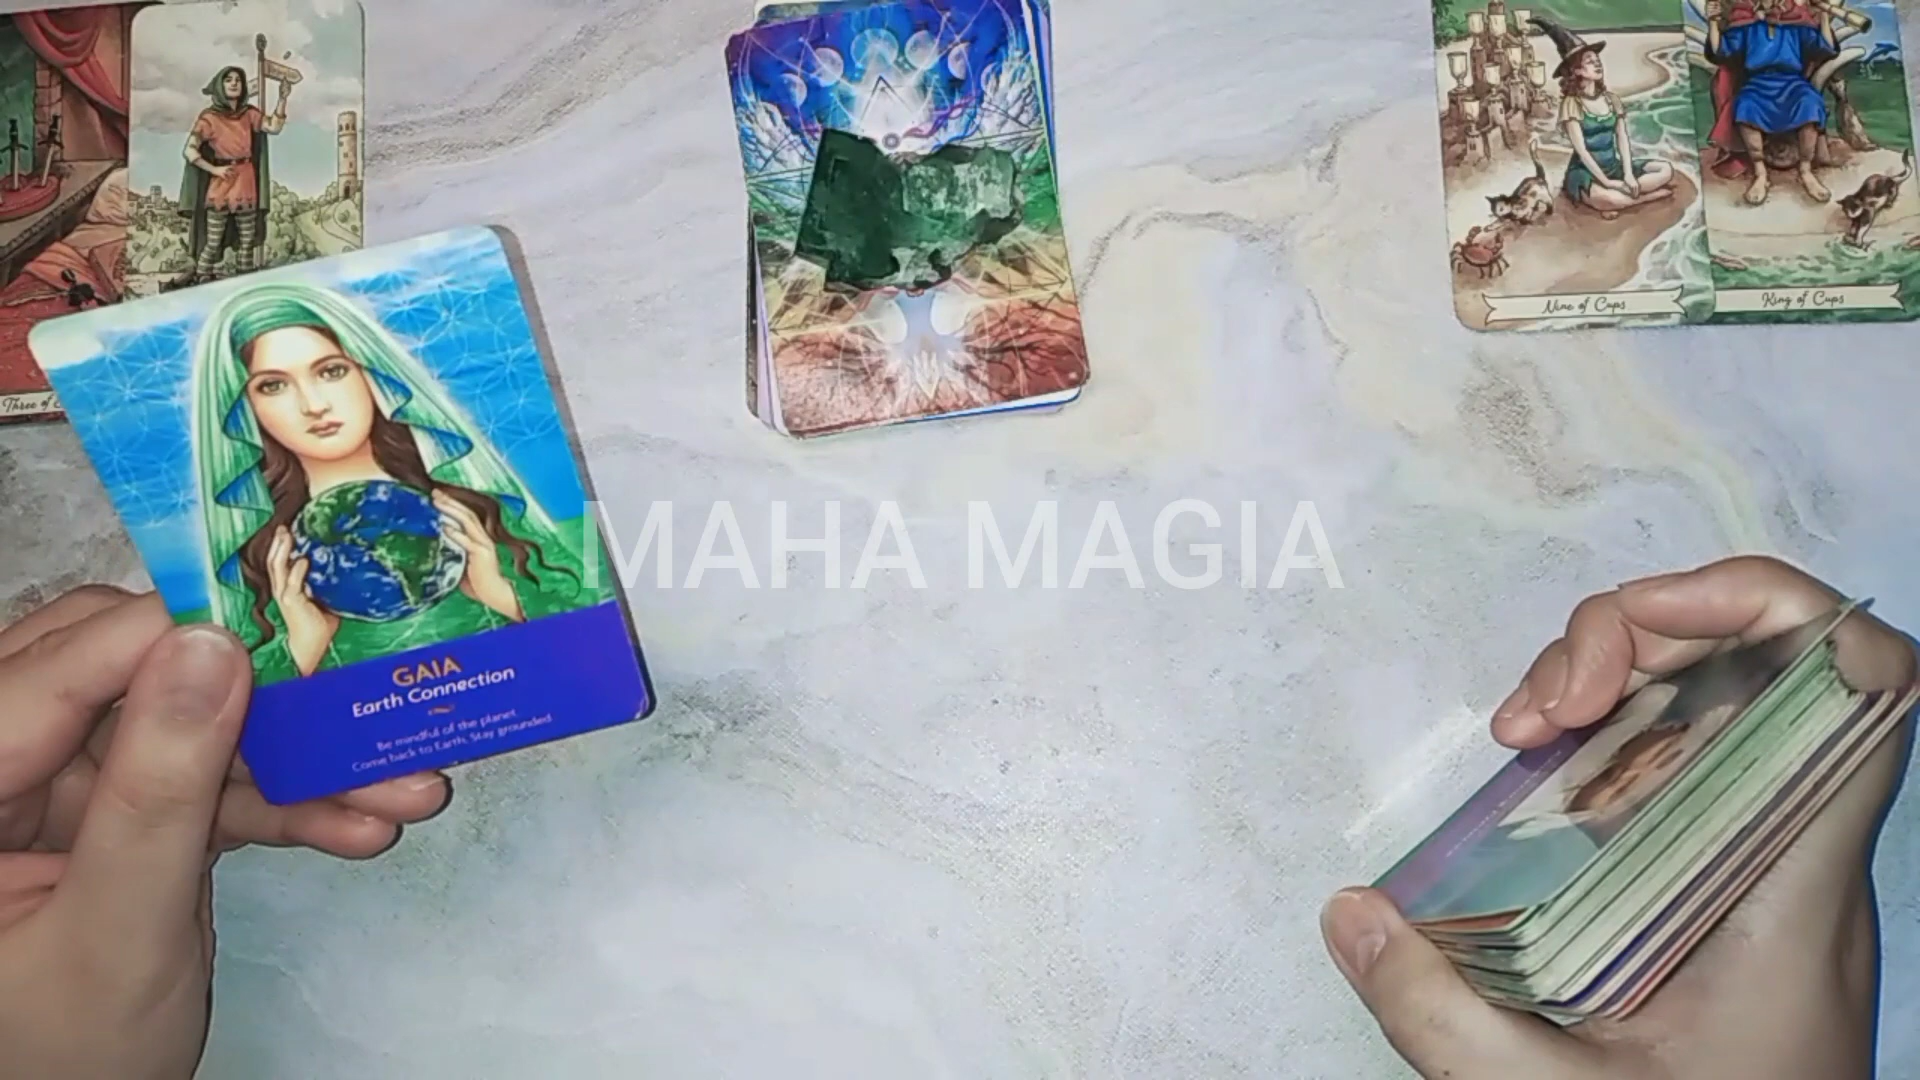 Nine of Cups
King of Cups
Three of
MAHA MAGIA
GAIA
Earth Connection
Be mindful of the planet.
Come back to Earth. Stay grounded